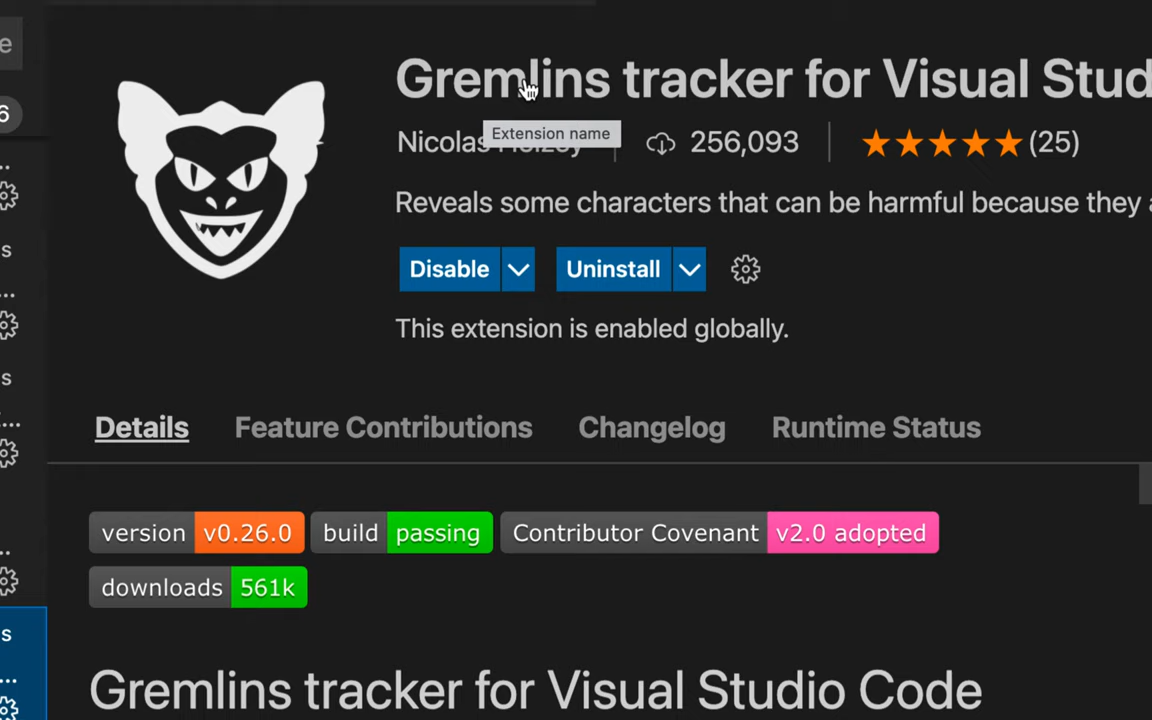 e
Gremlins tracker for Visual Stud
Extension name
Nicolas
256,093
(25)
6
Reveals some characters that can be harmful because they a
Disable
Uninstall
This extension is enabled globally.
Details
Feature Contributions
Changelog
Runtime Status
version v0.26.0
build passing
Contributor Covenant v2.0 adopted
downloads 561k
Gremlins tracker for Visual Studio Code
s
s
s